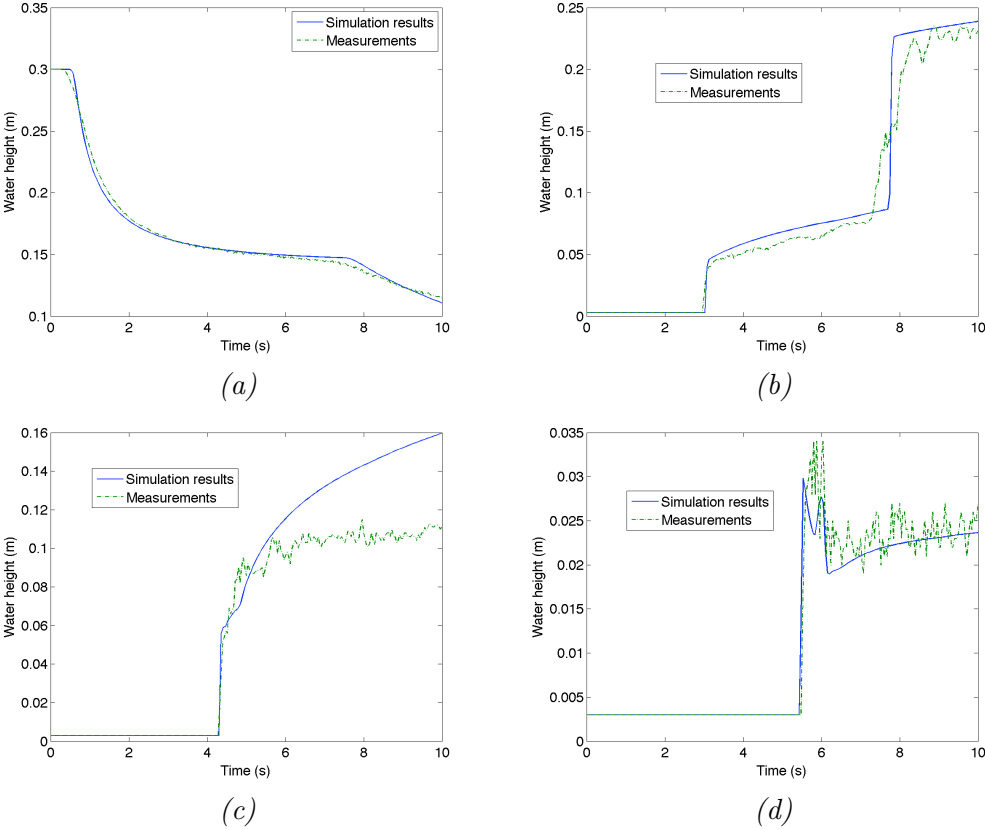 0.35
0.3
0.25
0.2
0.15
0.1
Water height (m)
Simulation results
Measurements
0 2 4 6 8 10
Time (s)
(a)
0.25
0.2
0.15
0.1
0.05
0
Water height (m)
Simulation results
Measurements
0 2 4 6 8 10
Time (s)
(b)
0.16
0.14
0.12
0.1
0.08
0.06
0.04
0.02
0
Water height (m)
Simulation results
Measurements
0 2 4 6 8 10
Time (s)
(c)
0.035
0.03
0.025
0.02
0.015
0.01
0.005
0
Water height (m)
Simulation results
Measurements
0 2 4 6 8 10
Time (s)
(d)